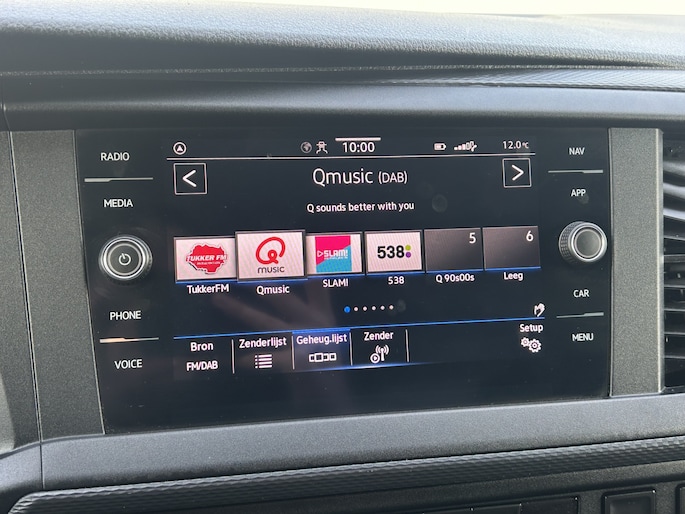 RADIO
MEDIA
PHONE
VOICE
10:00
12.0°C
Qmusic (DAB)
Q sounds better with you
TUKKER FM
Q
MUSIC
SLAM!
538
5
6
TukkerFM
Qmusic
SLAM!
538
Q 90s00s
Leeg
Bron
FM/DAB
Zenderlijst
Geheug.lijst
Zender
Setup
NAV
APP
CAR
MENU